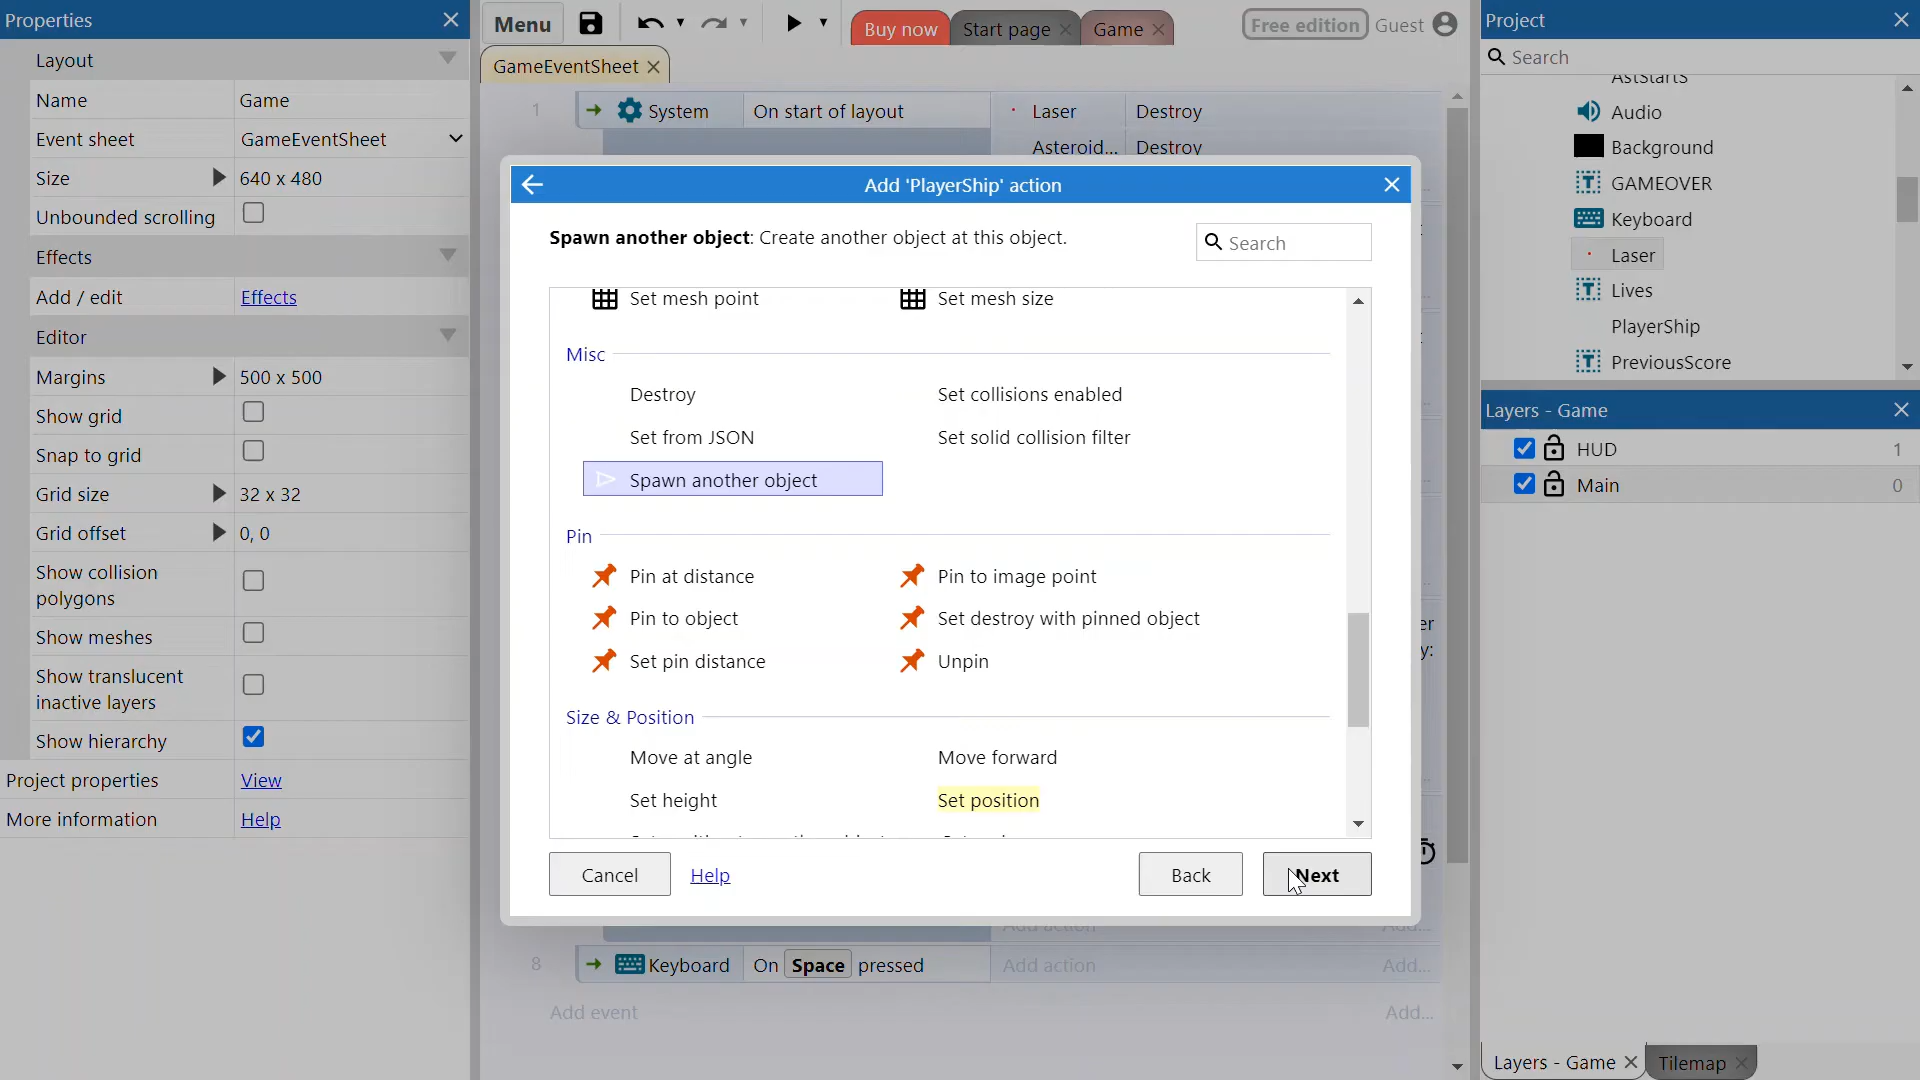 Properties
Layout
Name Game
Event sheet GameEventSheet
Size 640 x 480
Unbounded scrolling
Effects
Add / edit Effects
Editor
Margins 500 x 500
Show grid
Snap to grid
Grid size 32 x 32
Grid offset 0, 0
Show collision
polygons
Show meshes
Show translucent
inactive layers
Show hierarchy
Project properties View
More information Help
Menu
Buy now
Start page
Game
Free edition
Guest
GameEventSheet
1 System On start of layout Laser Destroy
Asteroid... Destroy
Add 'PlayerShip' action
Spawn another object: Create another object at this object.
Search
Set mesh point Set mesh size
Misc
Destroy Set collisions enabled
Set from JSON Set solid collision filter
Spawn another object
Pin
Pin at distance Pin to image point
Pin to object Set destroy with pinned object
Set pin distance Unpin
Size & Position
Move at angle Move forward
Set height Set position
Cancel Help Back Next
Add action Add...
8 Keyboard On Space pressed Add action Add...
Add event Add...
Project
Search
AstStartS
Audio
Background
GAMEOVER
Keyboard
Laser
Lives
PlayerShip
PreviousScore
Layers - Game
HUD 1
Main 0
Layers - Game
Tilemap